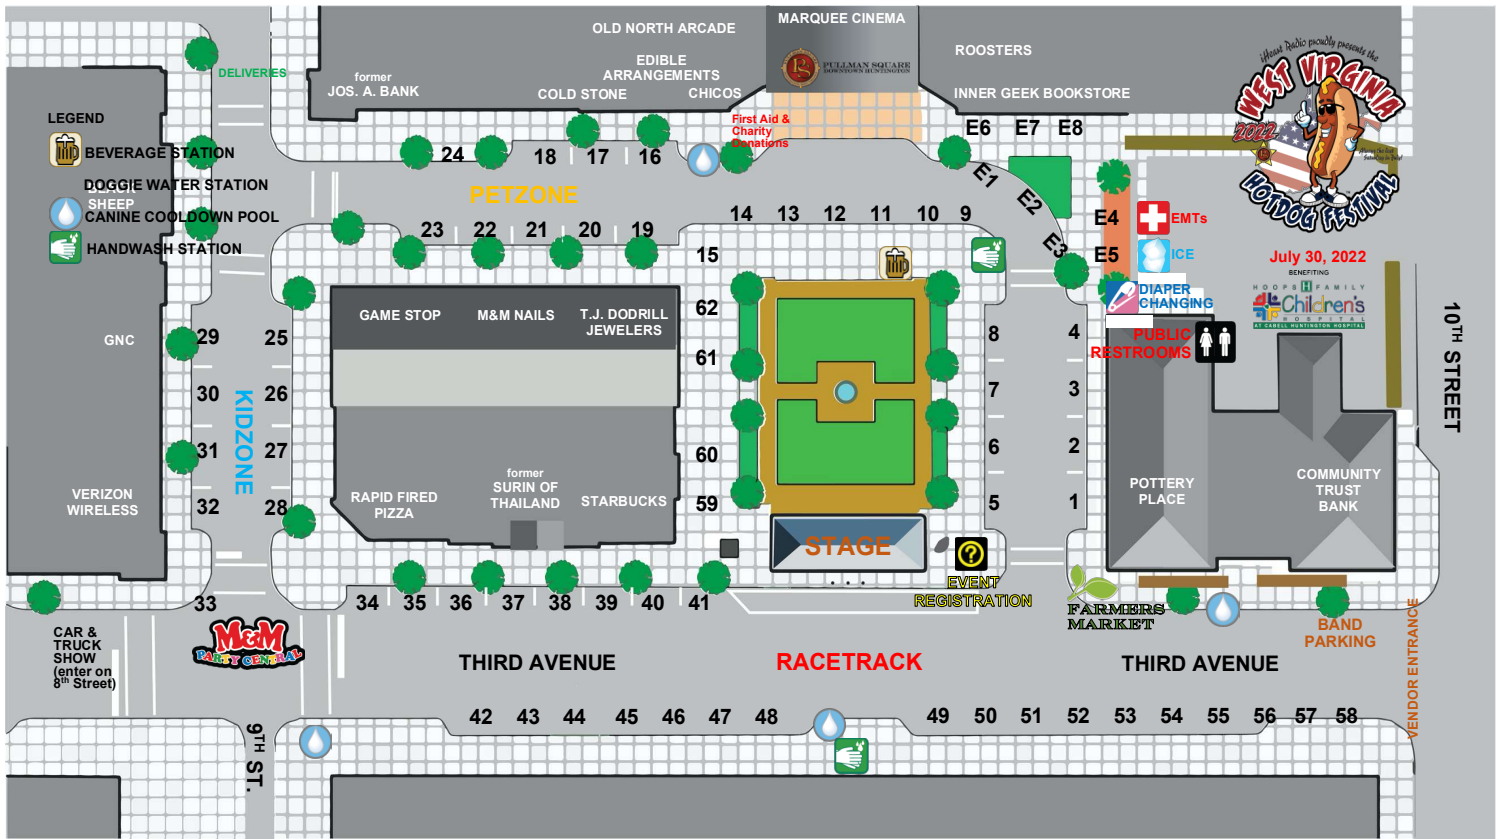 MARQUEE CINEMA
OLD NORTH ARCADE
ROOSTERS
EDIBLE
ARRANGEMENTS
PULLMAN SQUARE
DOWNTOWN HUNTINGTON
former
JOS. A. BANK
COLD STONE
CHICOS
INNER GEEK BOOKSTORE
DELIVERIES
iHeart Radio proudly presents the
WEST VIRGINIA
2022
HOTDOG FESTIVAL
July 30, 2022
BENEFITING
HOOPS FAMILY
Children's
HOSPITAL
AT CABELL HUNTINGTON HOSPITAL
LEGEND
BEVERAGE STATION
DOGGIE WATER STATION
BLACK
SHEEP
CANINE COOLDOWN POOL
HANDWASH STATION
First Aid &
Charity
Donations
E6 E7 E8
24 18 17 16
PETZONE
E1
E2
E3
E4
EMTs
E5
ICE
DIAPER
CHANGING
PUBLIC
RESTROOMS
14 13 12 11 10 9
23 22 21 20 19
15
62
61
60
59
GAME STOP
M&M NAILS
T.J. DODRILL
JEWELERS
GNC
29 25
30 26
31 27
32 28
KIDZONE
8 4
7 3
6 2
5 1
10TH STREET
VERIZON
WIRELESS
RAPID FIRED
PIZZA
former
SURIN OF
THAILAND
STARBUCKS
POTTERY
PLACE
COMMUNITY
TRUST
BANK
STAGE
?
EVENT
REGISTRATION
FARMERS
MARKET
BAND
PARKING
VENDOR ENTRANCE
33
34 35 36 37 38 39 40 41
CAR &
TRUCK
SHOW
(enter on
8th Street)
M&M
PARTY CENTRAL
THIRD AVENUE
RACETRACK
THIRD AVENUE
42 43 44 45 46 47 48
49 50 51 52 53 54 55 56 57 58
9TH ST.